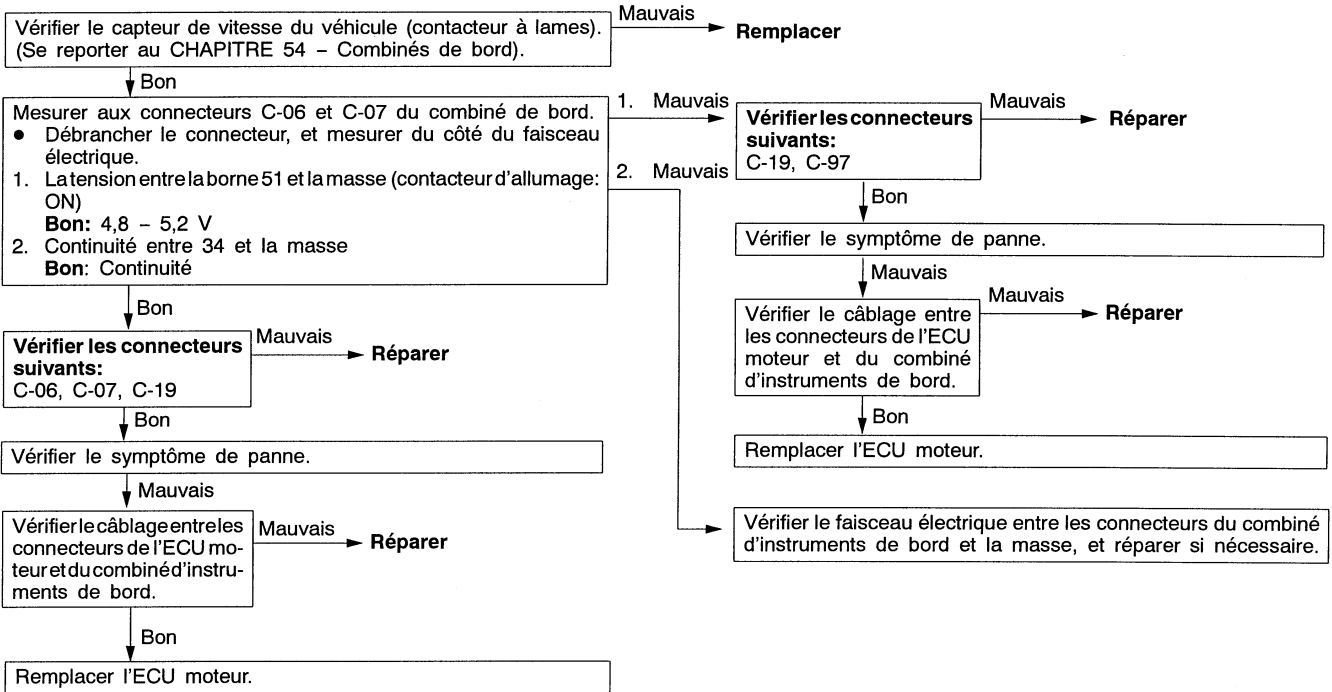 Vérifier le capteur de vitesse du véhicule (contacteur à lames).
(Se reporter au CHAPITRE 54 – Combinés de bord).
Mauvais
Remplacer
Bon
Mesurer aux connecteurs C-06 et C-07 du combiné de bord.
● Débrancher le connecteur, et mesurer du côté du faisceau
électrique.
1. La tension entre la borne 51 et la masse (contacteur d'allumage:
ON)
Bon: 4,8 – 5,2 V
2. Continuité entre 34 et la masse
Bon: Continuité
1. Mauvais
2. Mauvais
Vérifier les connecteurs
suivants:
C-19, C-97
Mauvais
Réparer
Bon
Vérifier le symptôme de panne.
Mauvais
Vérifier le câblage entre
les connecteurs de l'ECU
moteur et du combiné
d'instruments de bord.
Mauvais
Réparer
Bon
Remplacer l'ECU moteur.
Vérifier le faisceau électrique entre les connecteurs du combiné
d'instruments de bord et la masse, et réparer si nécessaire.
Bon
Vérifier les connecteurs
suivants:
C-06, C-07, C-19
Mauvais
Réparer
Bon
Vérifier le symptôme de panne.
Mauvais
Vérifier le câblage entre les
connecteurs de l'ECU mo-
teur et du combiné d'instru-
ments de bord.
Mauvais
Réparer
Bon
Remplacer l'ECU moteur.